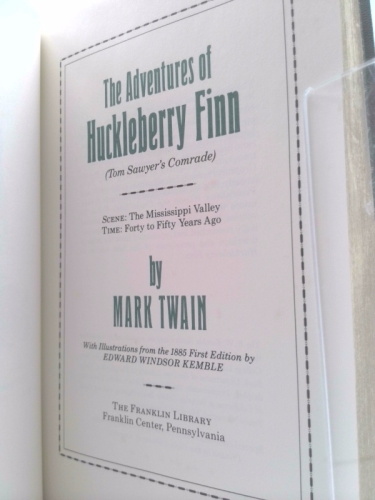 The Adventures of
Huckleberry Finn
(Tom Sawyer's Comrade)
SCENE: The Mississippi Valley
TIME: Forty to Fifty Years Ago
by
MARK TWAIN
With Illustrations from the 1885 First Edition by
EDWARD WINDSOR KEMBLE
THE FRANKLIN LIBRARY
Franklin Center, Pennsylvania